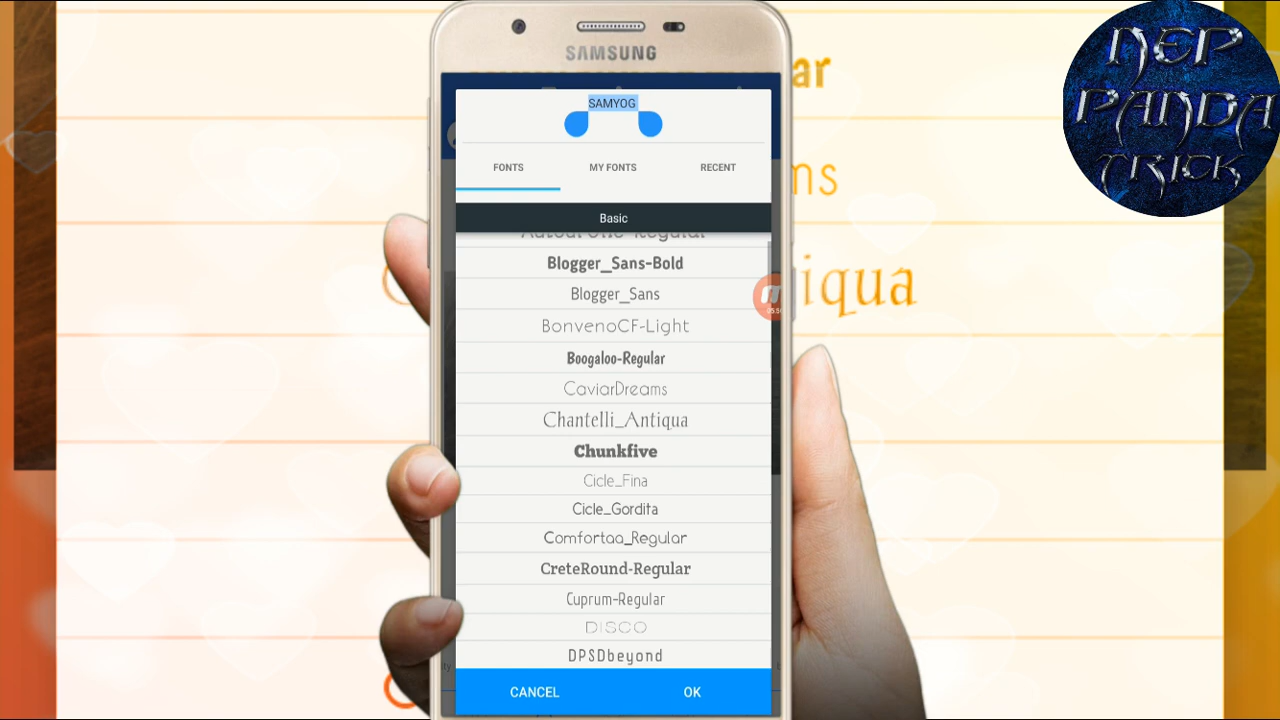 NEP
PANDA
TRICK
SAMSUNG
SAMYOG
FONTS
MY FONTS
RECENT
Basic
Blogger_Sans-Bold
Blogger_Sans
BonvenoCF-Light
Boogaloo-Regular
CaviarDreams
Chantelli_Antiqua
Chunkfive
Cicle_Fina
Cicle_Gordita
Comfortaa_Regular
CreteRound-Regular
Cuprum-Regular
DISCO
DPSDbeyond
CANCEL
OK